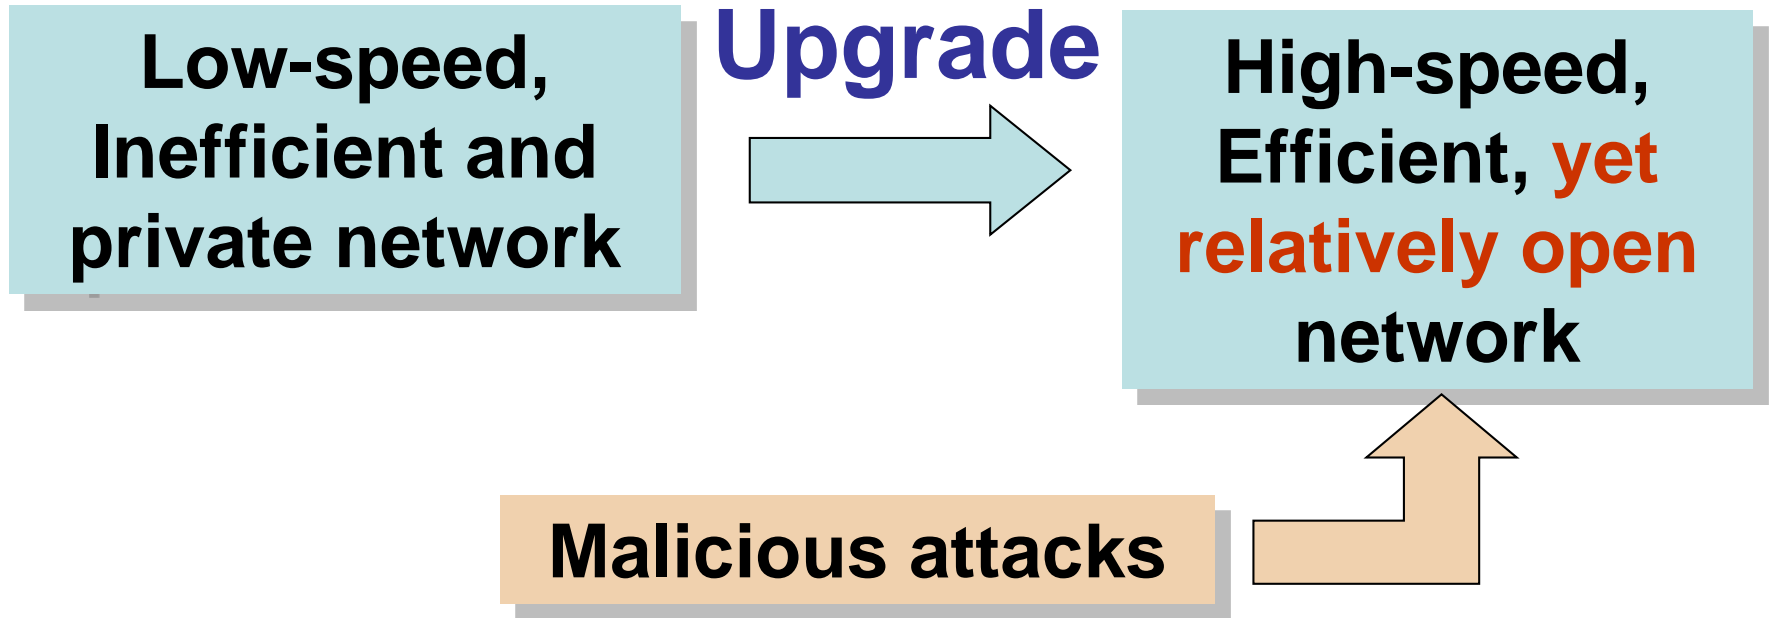 Low-speed,
Inefficient and
private network
Upgrade
High-speed,
Efficient, yet
relatively open
network
Malicious attacks